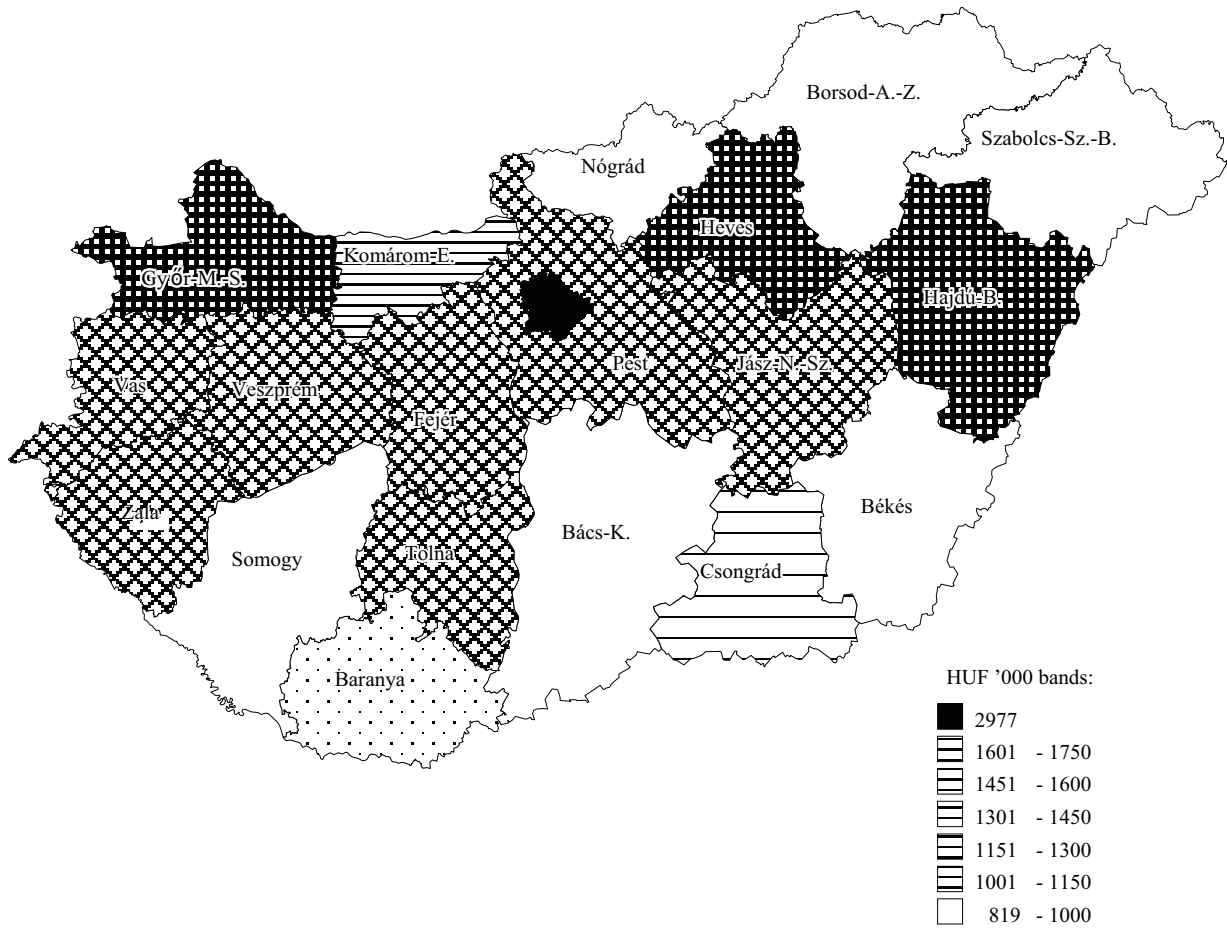 Borsod-A.-Z.
Szabolcs-Sz.-B.
Nógrád
Heves
Komárom-E.
Győr-M.-S.
Hajdú-B.
Pest
Jász-N.-Sz.
Vas
Veszprém
Fejér
Zala
Békés
Bács-K.
Tolna
Somogy
Csongrád
Baranya
HUF '000 bands:
2977
1601 - 1750
1451 - 1600
1301 - 1450
1151 - 1300
1001 - 1150
819 - 1000